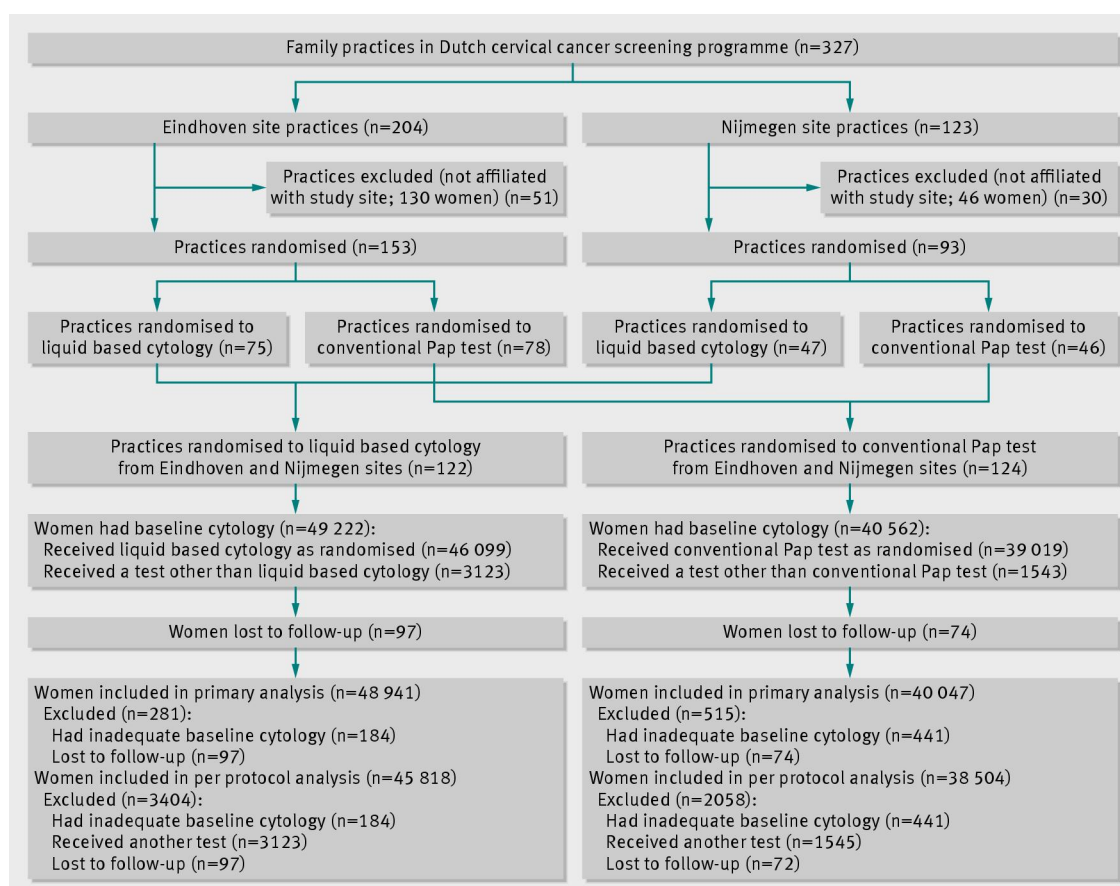 Family practices in Dutch cervical cancer screening programme (n=327)
Eindhoven site practices (n=204)
Nijmegen site practices (n=123)
Practices excluded (not affiliated
with study site; 130 women) (n=51)
Practices excluded (not affiliated
with study site; 46 women) (n=30)
Practices randomised (n=153)
Practices randomised (n=93)
Practices randomised to
liquid based cytology (n=75)
Practices randomised to
conventional Pap test (n=78)
Practices randomised to
liquid based cytology (n=47)
Practices randomised to
conventional Pap test (n=46)
Practices randomised to liquid based cytology
from Eindhoven and Nijmegen sites (n=122)
Practices randomised to conventional Pap test
from Eindhoven and Nijmegen sites (n=124)
Women had baseline cytology (n=49 222):
Received liquid based cytology as randomised (n=46 099)
Received a test other than liquid based cytology (n=3123)
Women had baseline cytology (n=40 562):
Received conventional Pap test as randomised (n=39 019)
Received a test other than conventional Pap test (n=1543)
Women lost to follow-up (n=97)
Women lost to follow-up (n=74)
Women included in primary analysis (n=48 941)
Excluded (n=281):
Had inadequate baseline cytology (n=184)
Lost to follow-up (n=97)
Women included in per protocol analysis (n=45 818)
Excluded (n=3404):
Had inadequate baseline cytology (n=184)
Received another test (n=3123)
Lost to follow-up (n=97)
Women included in primary analysis (n=40 047)
Excluded (n=515):
Had inadequate baseline cytology (n=441)
Lost to follow-up (n=74)
Women included in per protocol analysis (n=38 504)
Excluded (n=2058):
Had inadequate baseline cytology (n=441)
Received another test (n=1545)
Lost to follow-up (n=72)